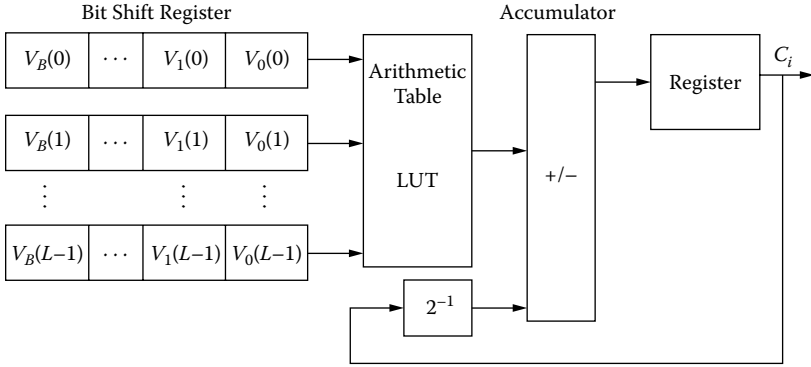 Bit Shift Register
Accumulator
V_B(0) ··· V_1(0) V_0(0)
Arithmetic
Table
LUT
+/−
Register
C_i
V_B(1) ··· V_1(1) V_0(1)
V_B(L−1) ··· V_1(L−1) V_0(L−1)
2^{−1}